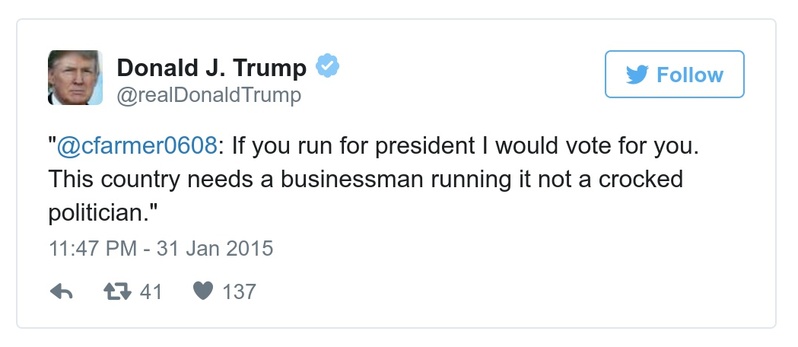 Donald J. Trump
@realDonaldTrump
Follow
"@cfarmer0608: If you run for president I would vote for you.
This country needs a businessman running it not a crocked
politician."
11:47 PM - 31 Jan 2015
41 137